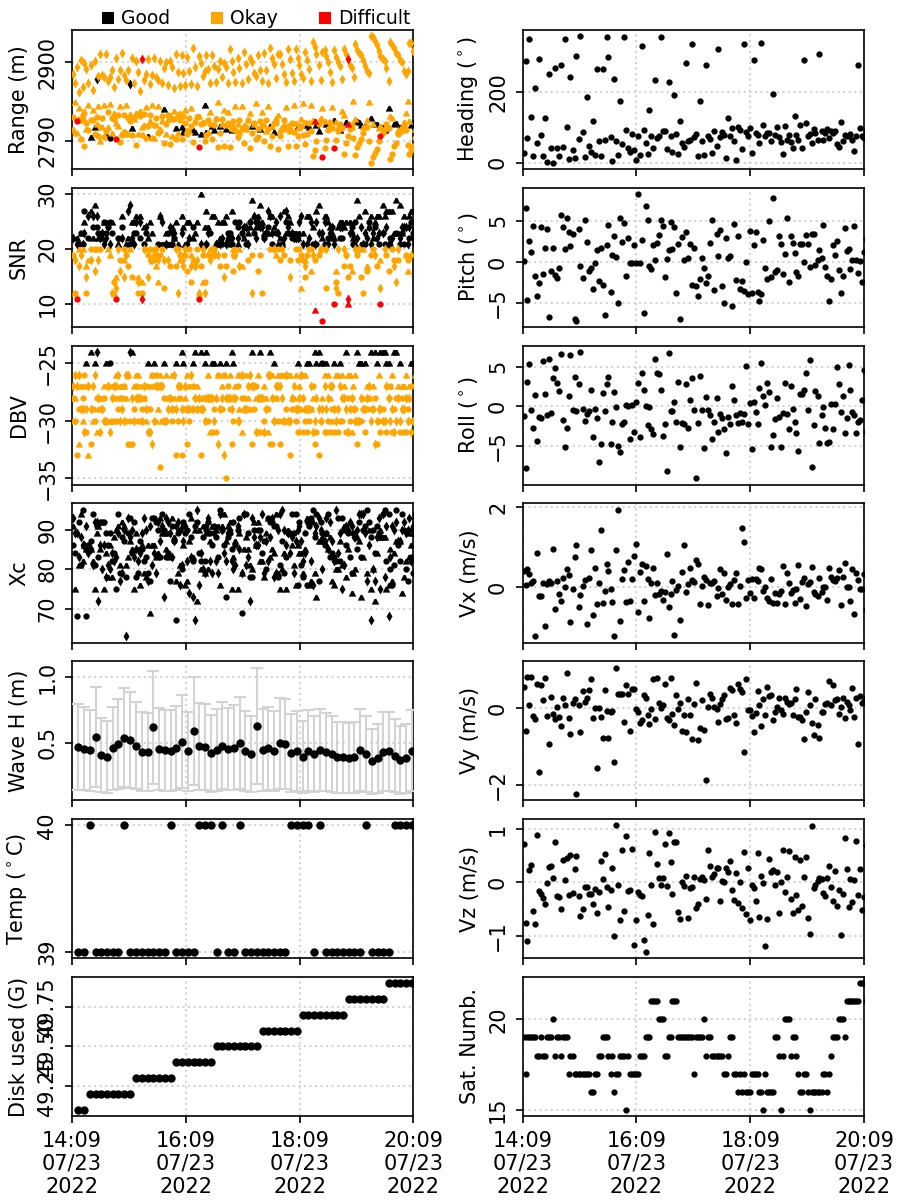 Good Okay Difficult
Range (m)
2900
2790
Heading (°)
200
0
SNR
30
20
10
Pitch (°)
5
0
−5
DBV
−25
−30
−35
Roll (°)
5
0
−5
Xc
90
80
70
Vx (m/s)
2
0
Wave H (m)
1.0
0.5
Vy (m/s)
0
−2
Temp (°C)
40
39
Vz (m/s)
1
0
−1
Disk used (G)
49.75
49.50
49.25
Sat. Numb.
20
15
14:09 16:09 18:09 20:09
07/23 07/23 07/23 07/23
2022 2022 2022 2022
14:09 16:09 18:09 20:09
07/23 07/23 07/23 07/23
2022 2022 2022 2022